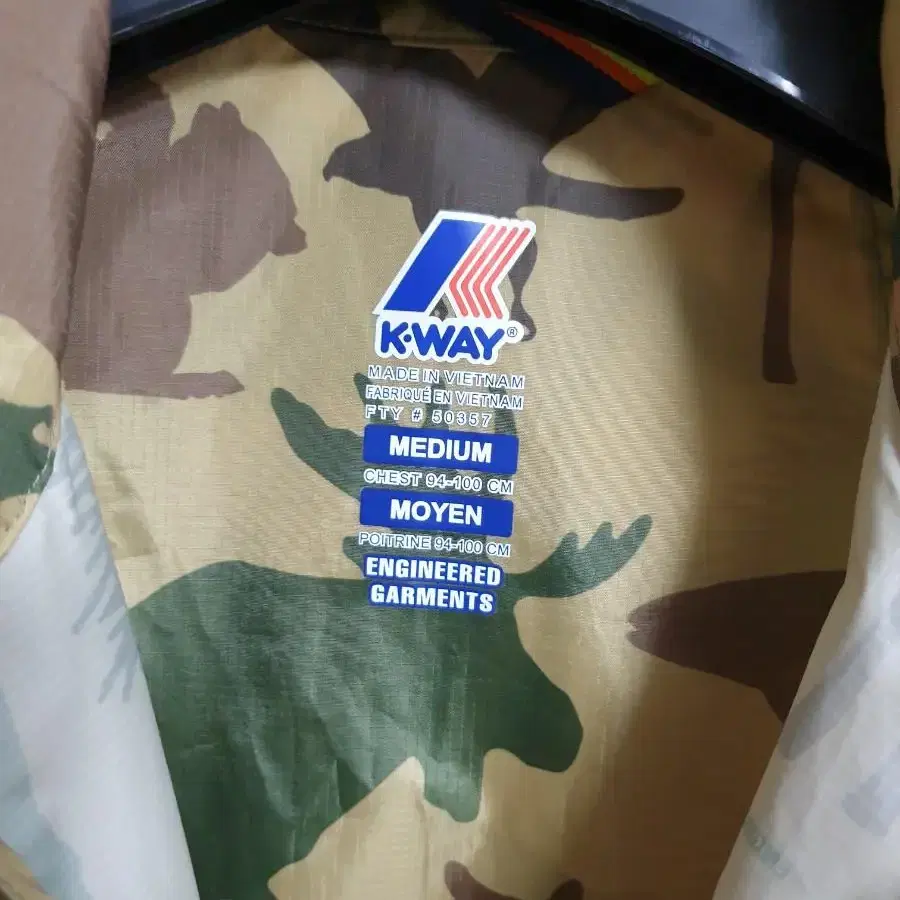 K·WAY®
MADE IN VIETNAM
FABRIQUÉ EN VIETNAM
FTY # 50357
MEDIUM
CHEST 94-100 CM
MOYEN
POITRINE 94-100 CM
ENGINEERED
GARMENTS